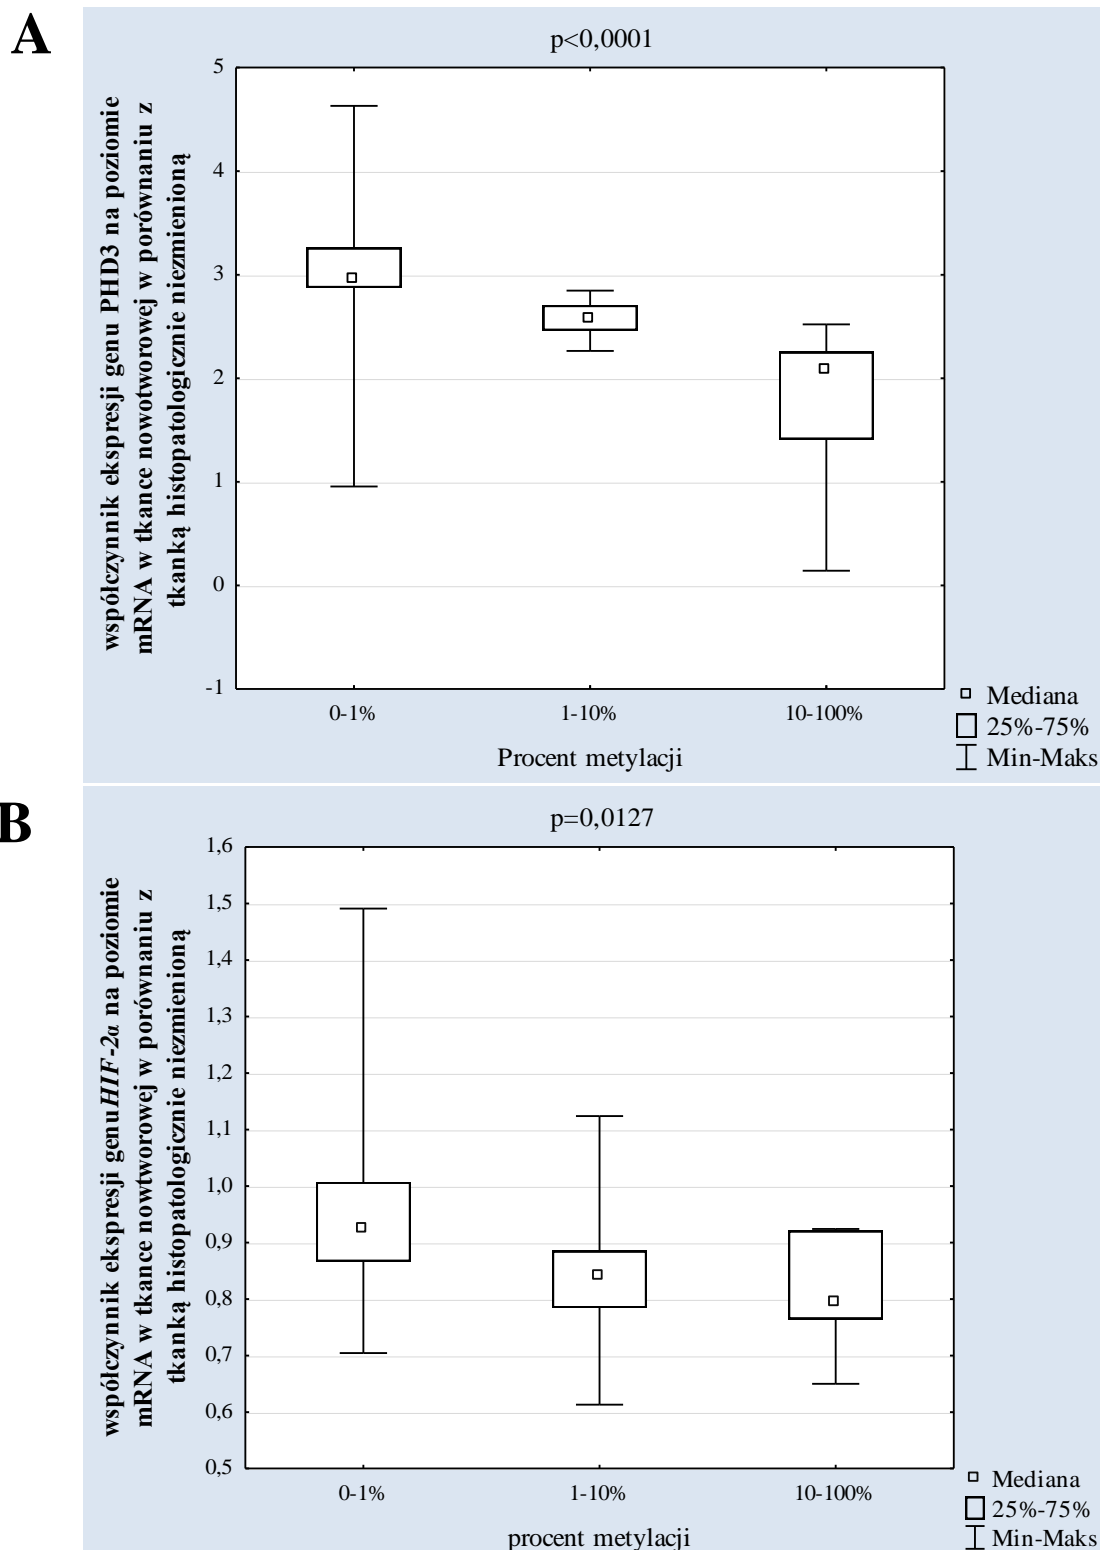 A
p<0,0001
współczynnik ekspresji genu PHD3 na poziomie
mRNA w tkance nowotworowej w porównaniu z
tkanką histopatologicznie niezmienioną
5
4
3
2
1
0
-1
0-1%
1-10%
10-100%
Procent metylacji
Mediana
25%-75%
Min-Maks
B
p=0,0127
współczynnik ekspresji genu HIF-2α na poziomie
mRNA w tkance nowtworowej w porównaniu z
tkanką histopatologicznie niezmienioną
1,6
1,5
1,4
1,3
1,2
1,1
1,0
0,9
0,8
0,7
0,6
0,5
0-1%
1-10%
10-100%
procent metylacji
Mediana
25%-75%
Min-Maks